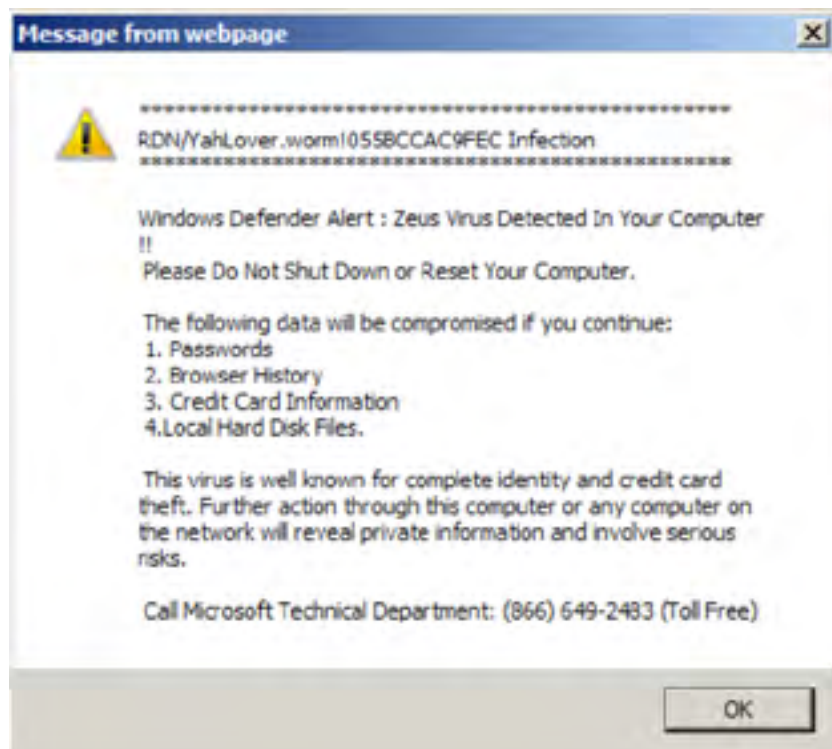 Message from webpage
**************************************************
RDN/YahLover.worm!055BCCAC9FEC Infection
**************************************************
Windows Defender Alert : Zeus Virus Detected In Your Computer
!!
Please Do Not Shut Down or Reset Your Computer.
The following data will be compromised if you continue:
1. Passwords
2. Browser History
3. Credit Card Information
4.Local Hard Disk Files.
This virus is well known for complete identity and credit card
theft. Further action through this computer or any computer on
the network will reveal private information and involve serious
risks.
Call Microsoft Technical Department: (866) 649-2483 (Toll Free)
OK